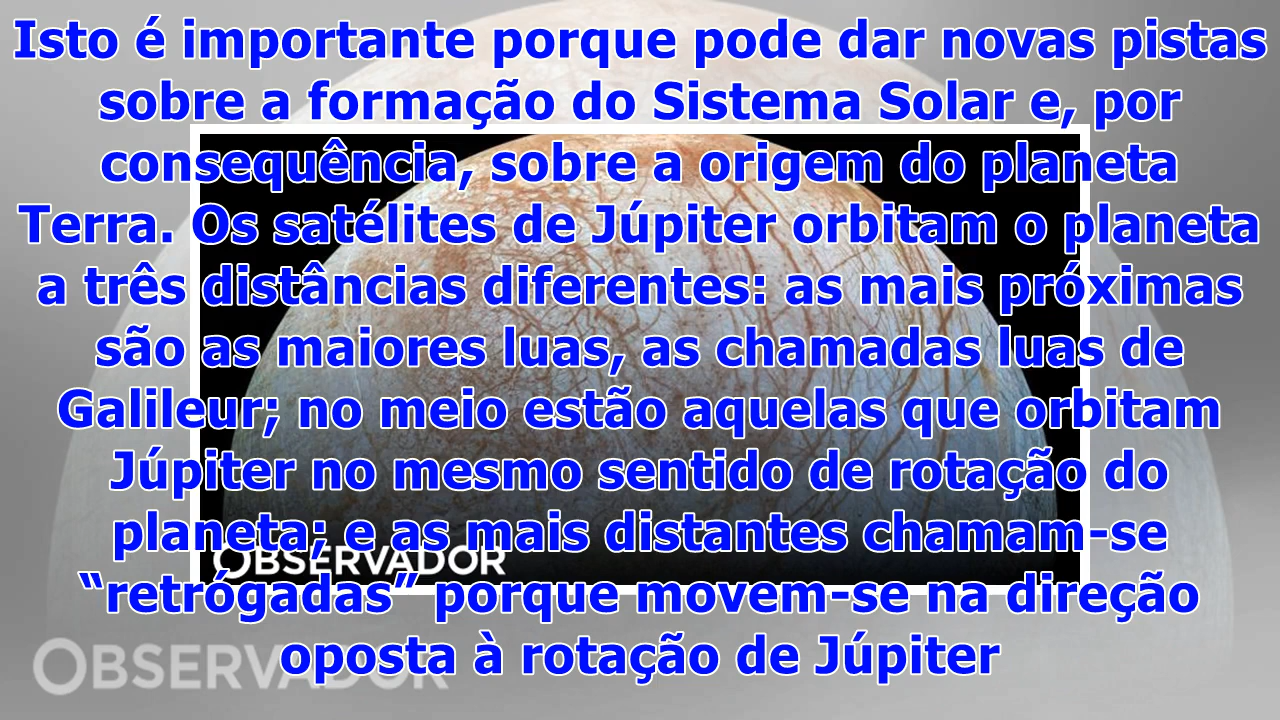 Isto é importante porque pode dar novas pistas
sobre a formação do Sistema Solar e, por
consequência, sobre a origem do planeta
Terra. Os satélites de Júpiter orbitam o planeta
a três distâncias diferentes: as mais próximas
são as maiores luas, as chamadas luas de
Galileur; no meio estão aquelas que orbitam
Júpiter no mesmo sentido de rotação do
planeta; e as mais distantes chamam-se
OBSERVADOR
“retrógadas” porque movem-se na direção
oposta à rotação de Júpiter
OBSERVADOR